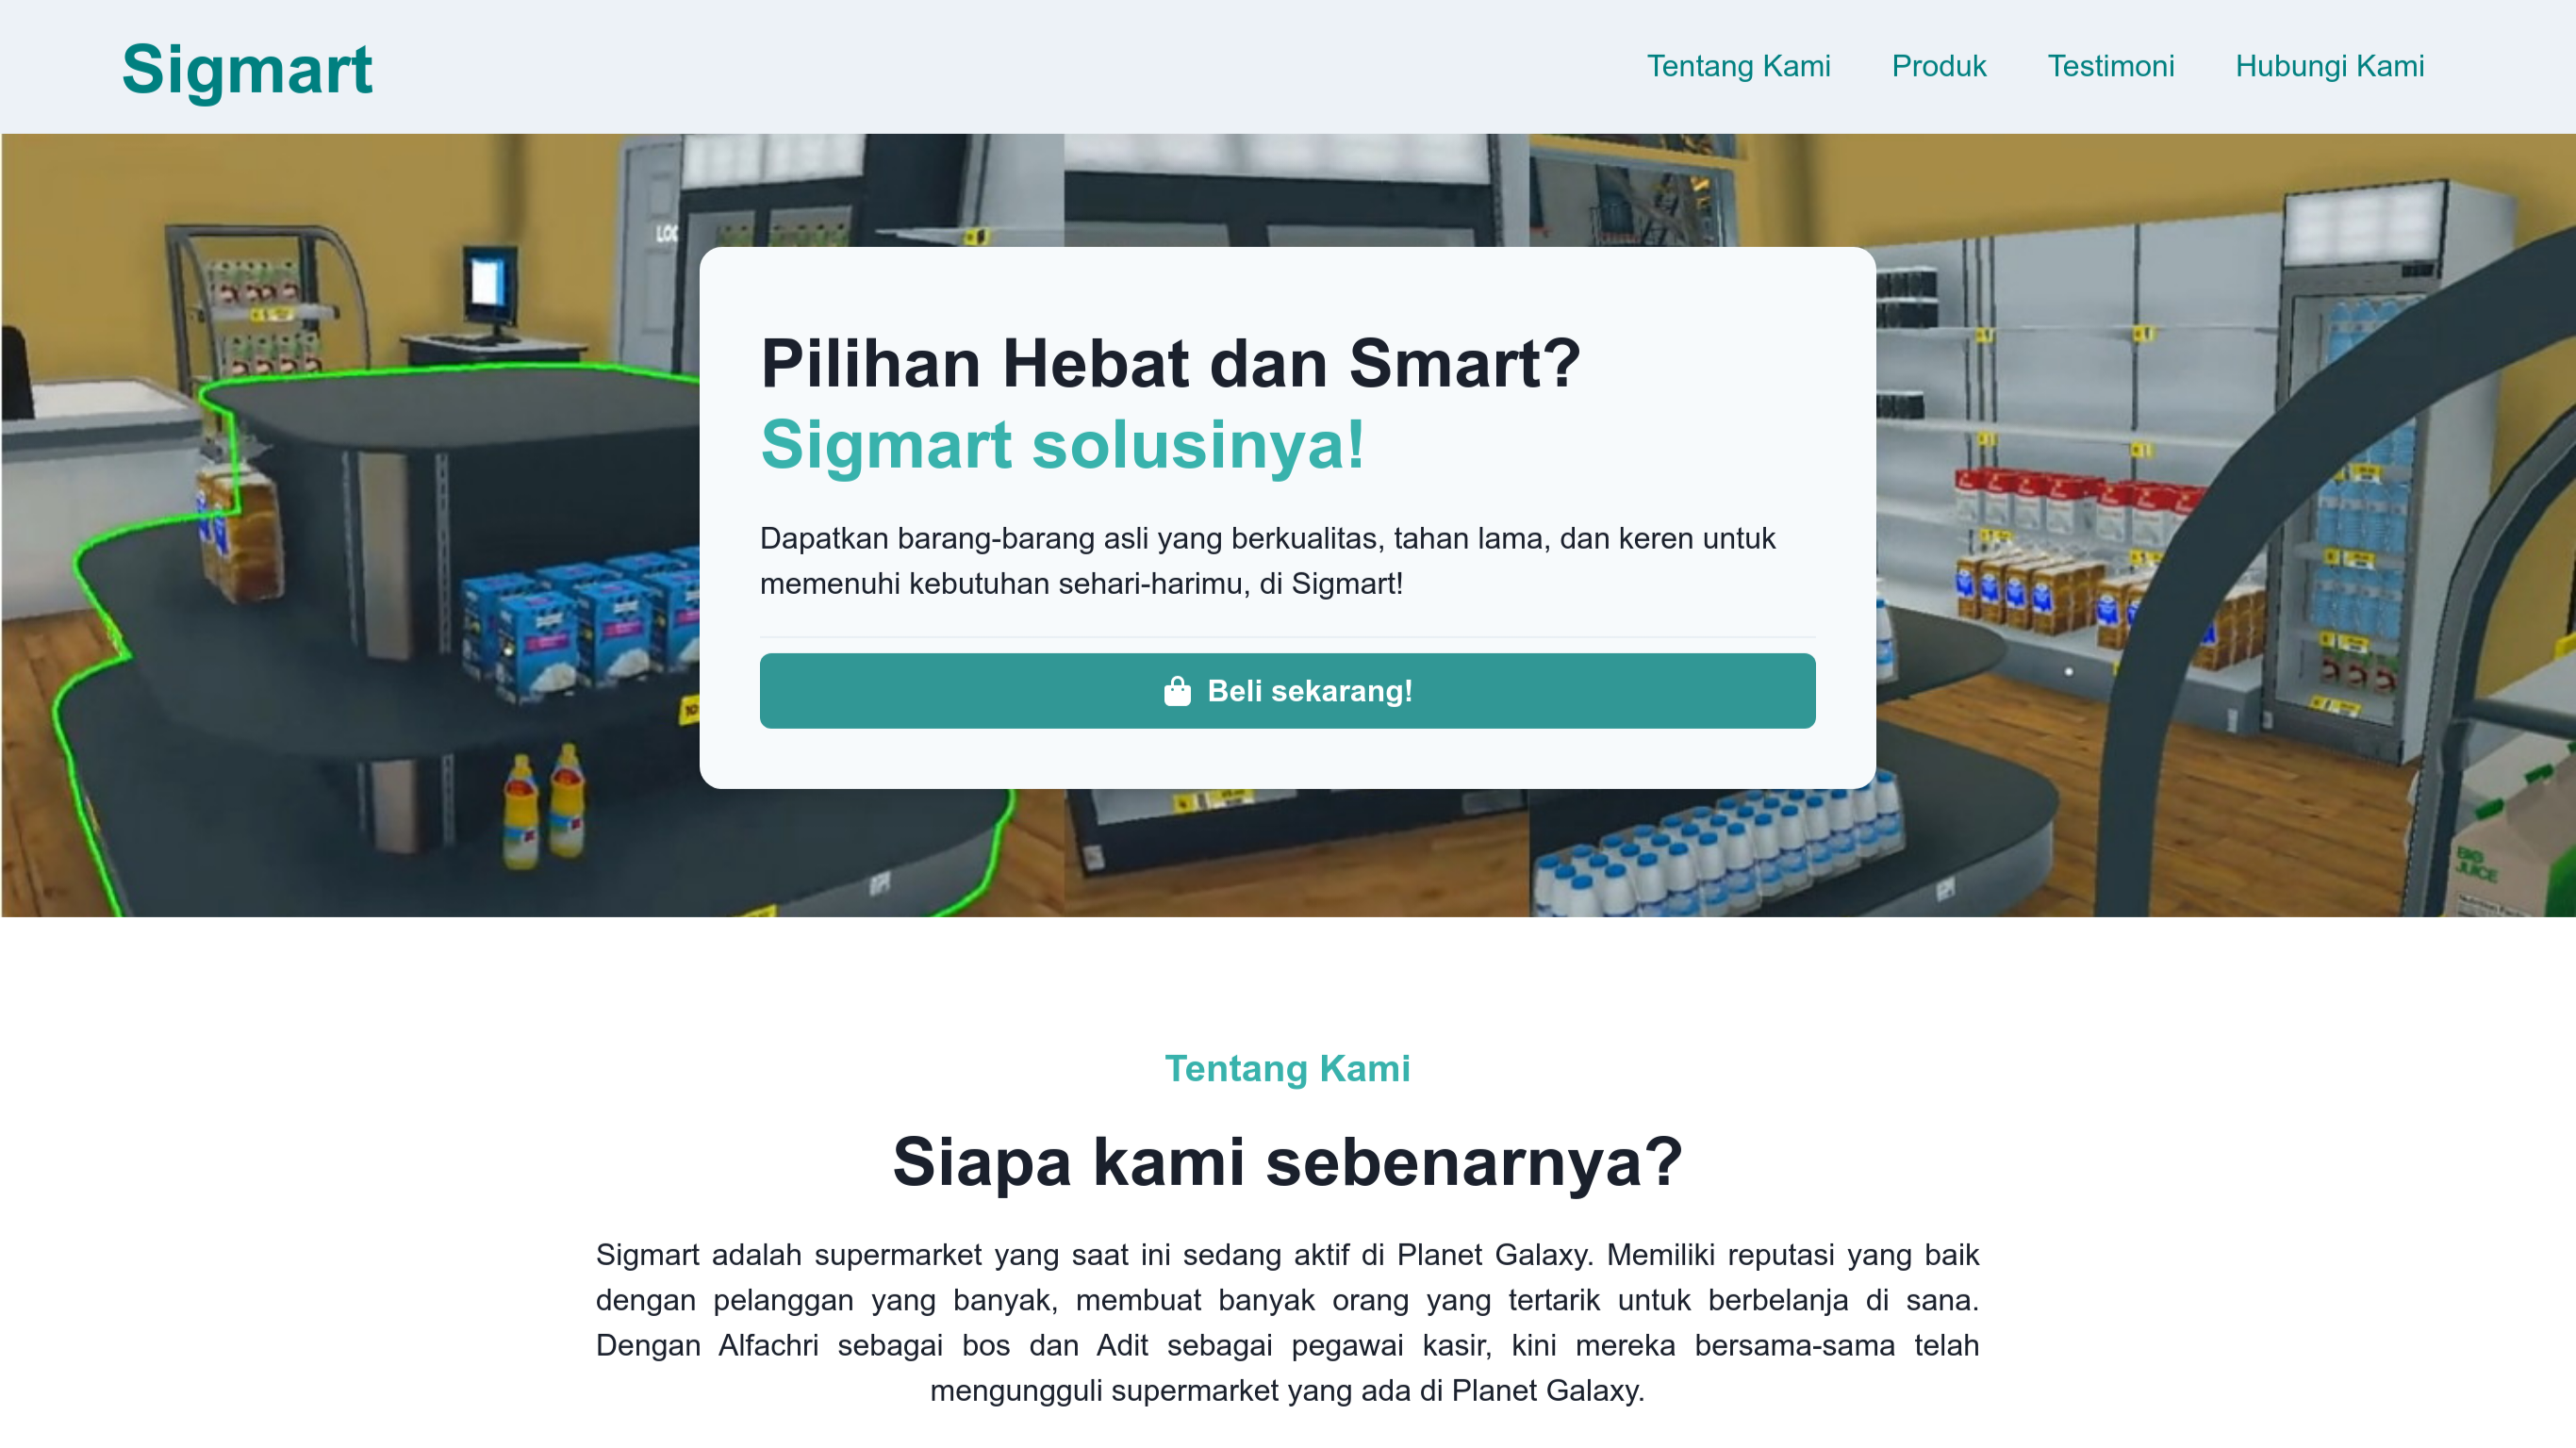 Sigmart
Tentang Kami
Produk
Testimoni
Hubungi Kami
Pilihan Hebat dan Smart?
Sigmart solusinya!
Dapatkan barang-barang asli yang berkualitas, tahan lama, dan keren untuk
memenuhi kebutuhan sehari-harimu, di Sigmart!
Beli sekarang!
BIG
JUICE
Tentang Kami
Siapa kami sebenarnya?
Sigmart adalah supermarket yang saat ini sedang aktif di Planet Galaxy. Memiliki reputasi yang baik
dengan pelanggan yang banyak, membuat banyak orang yang tertarik untuk berbelanja di sana.
Dengan Alfachri sebagai bos dan Adit sebagai pegawai kasir, kini mereka bersama-sama telah
mengungguli supermarket yang ada di Planet Galaxy.